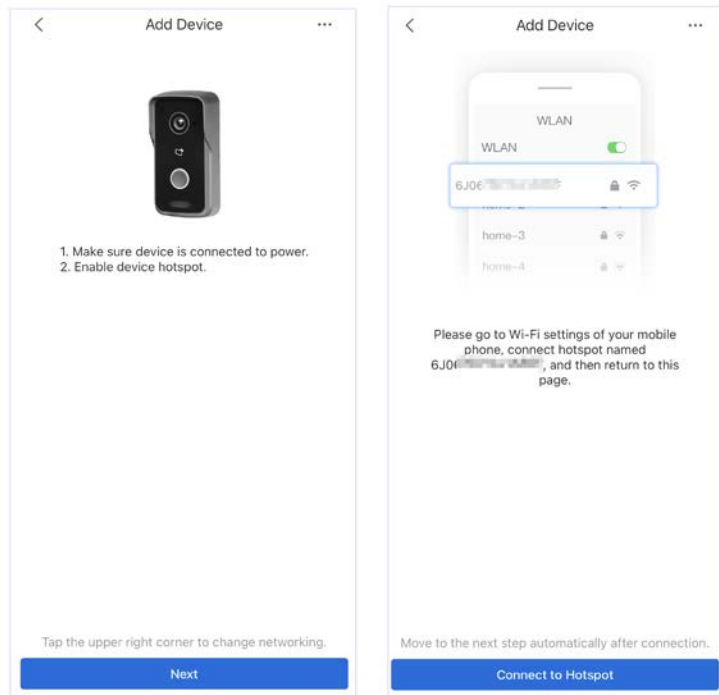 Add Device
1. Make sure device is connected to power.
2. Enable device hotspot.
Tap the upper right corner to change networking.
Next
Add Device
WLAN
WLAN
6J06
home-3
home-4
Please go to Wi-Fi settings of your mobile
phone, connect hotspot named
6J06 , and then return to this
page.
Move to the next step automatically after connection.
Connect to Hotspot